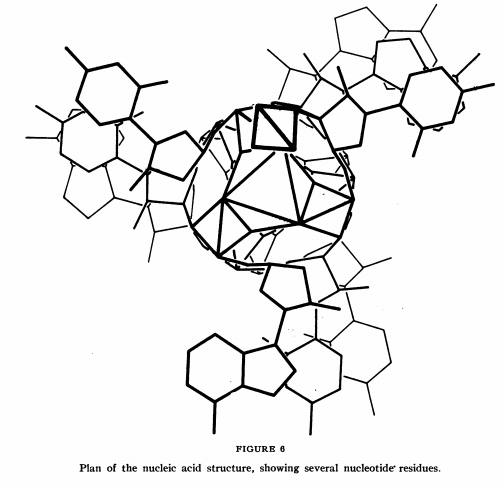 FIGURE 6
Plan of the nucleic acid structure, showing several nucleotide residues.